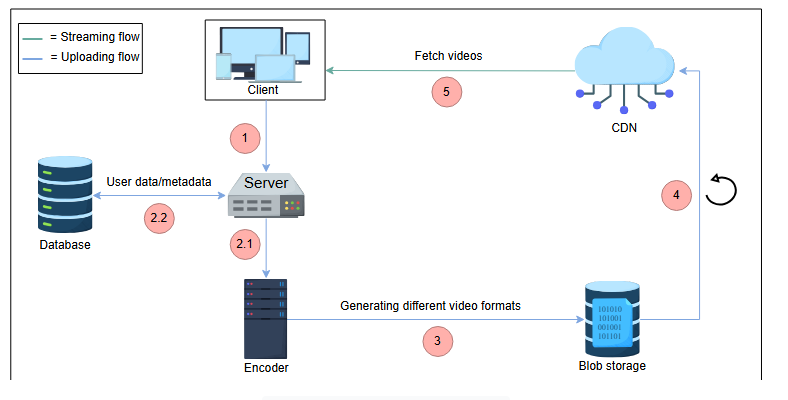 = Streaming flow
= Uploading flow
Client
Fetch videos
5
CDN
1
Server
User data/metadata
2.2
Database
2.1
4
Encoder
Generating different video formats
3
101010
101001
001001
101101
Blob storage